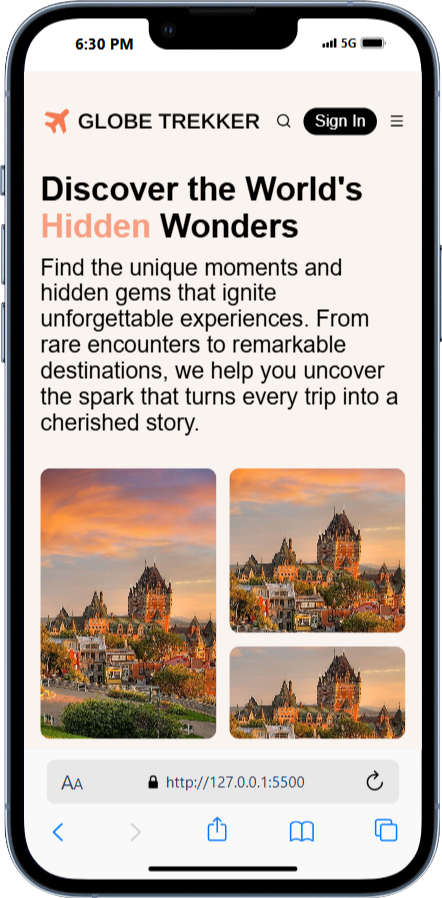 6:30 PM 5G
GLOBE TREKKER Sign In
Discover the World's
Hidden Wonders
Find the unique moments and
hidden gems that ignite
unforgettable experiences. From
rare encounters to remarkable
destinations, we help you uncover
the spark that turns every trip into a
cherished story.
AA http://127.0.0.1:5500